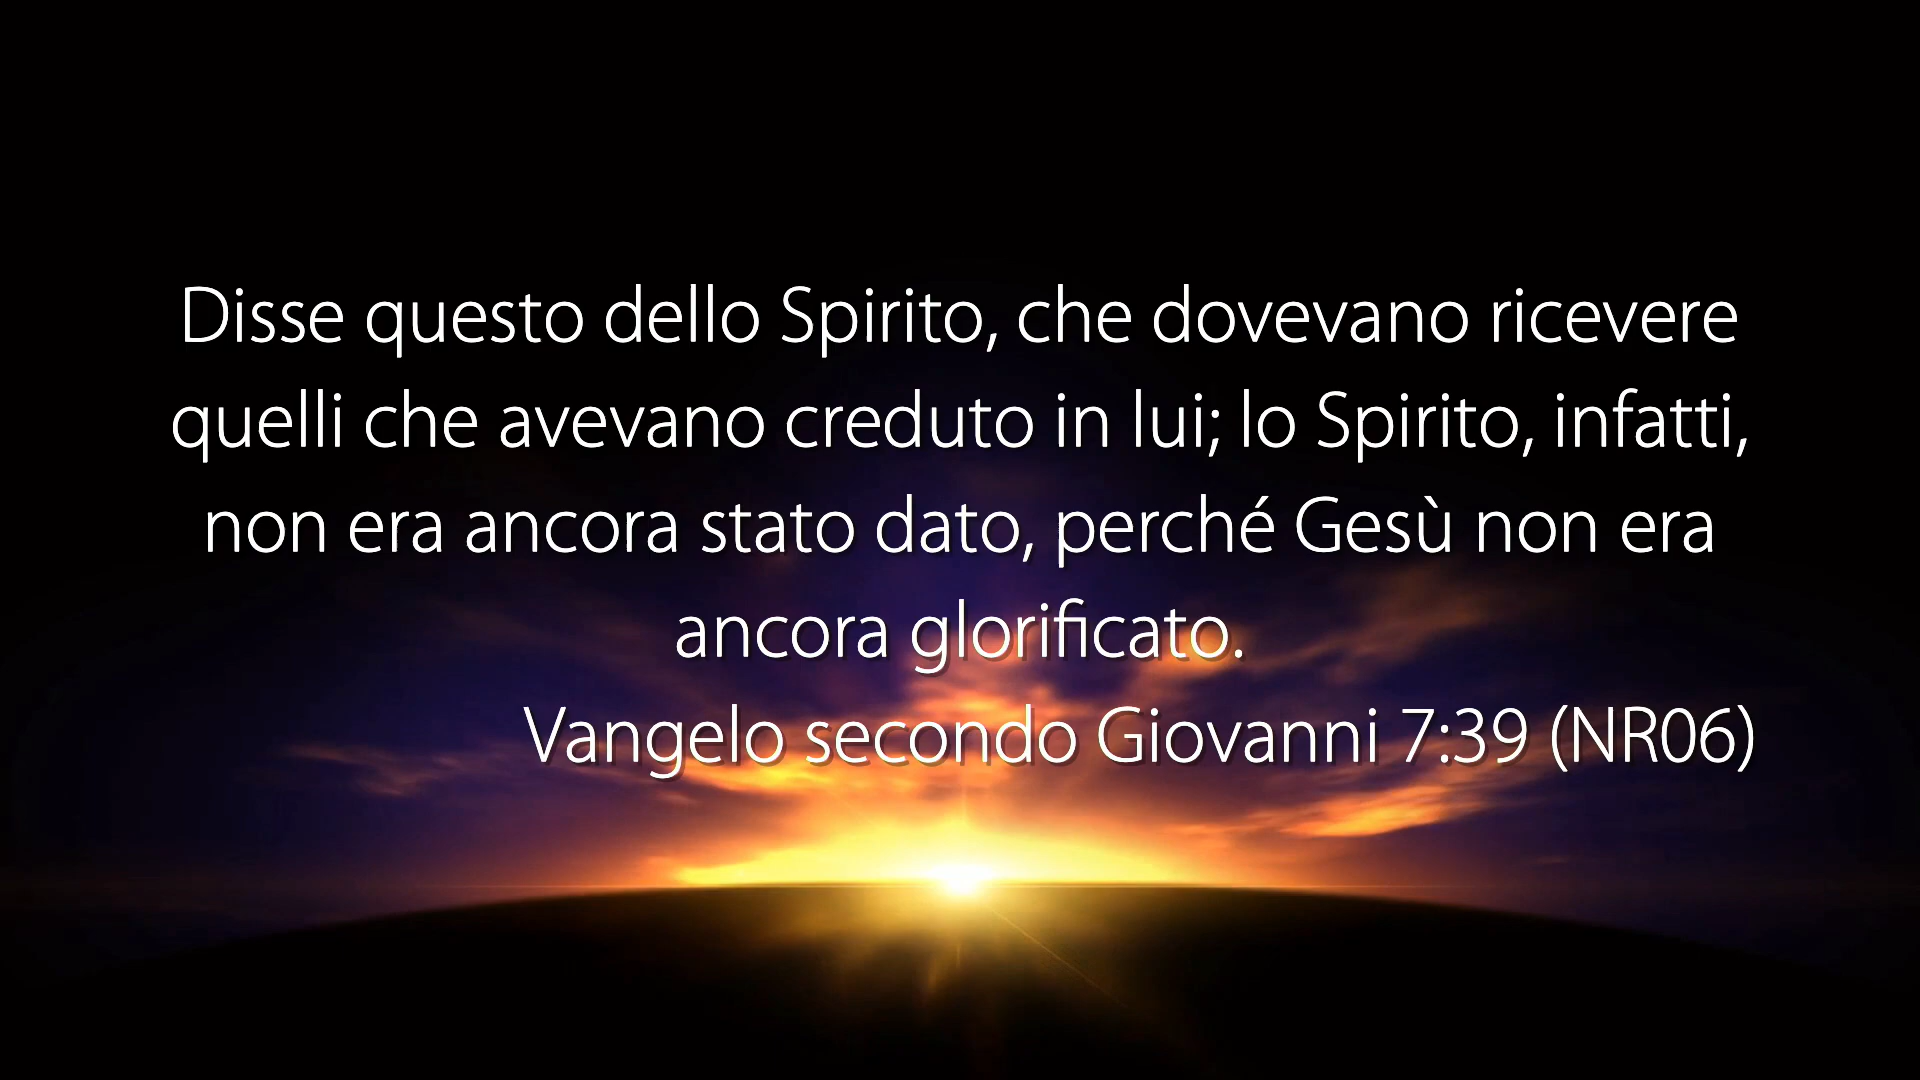 Disse questo dello Spirito, che dovevano ricevere
quelli che avevano creduto in lui; lo Spirito, infatti,
non era ancora stato dato, perché Gesù non era
ancora glorificato.
Vangelo secondo Giovanni 7:39 (NR06)